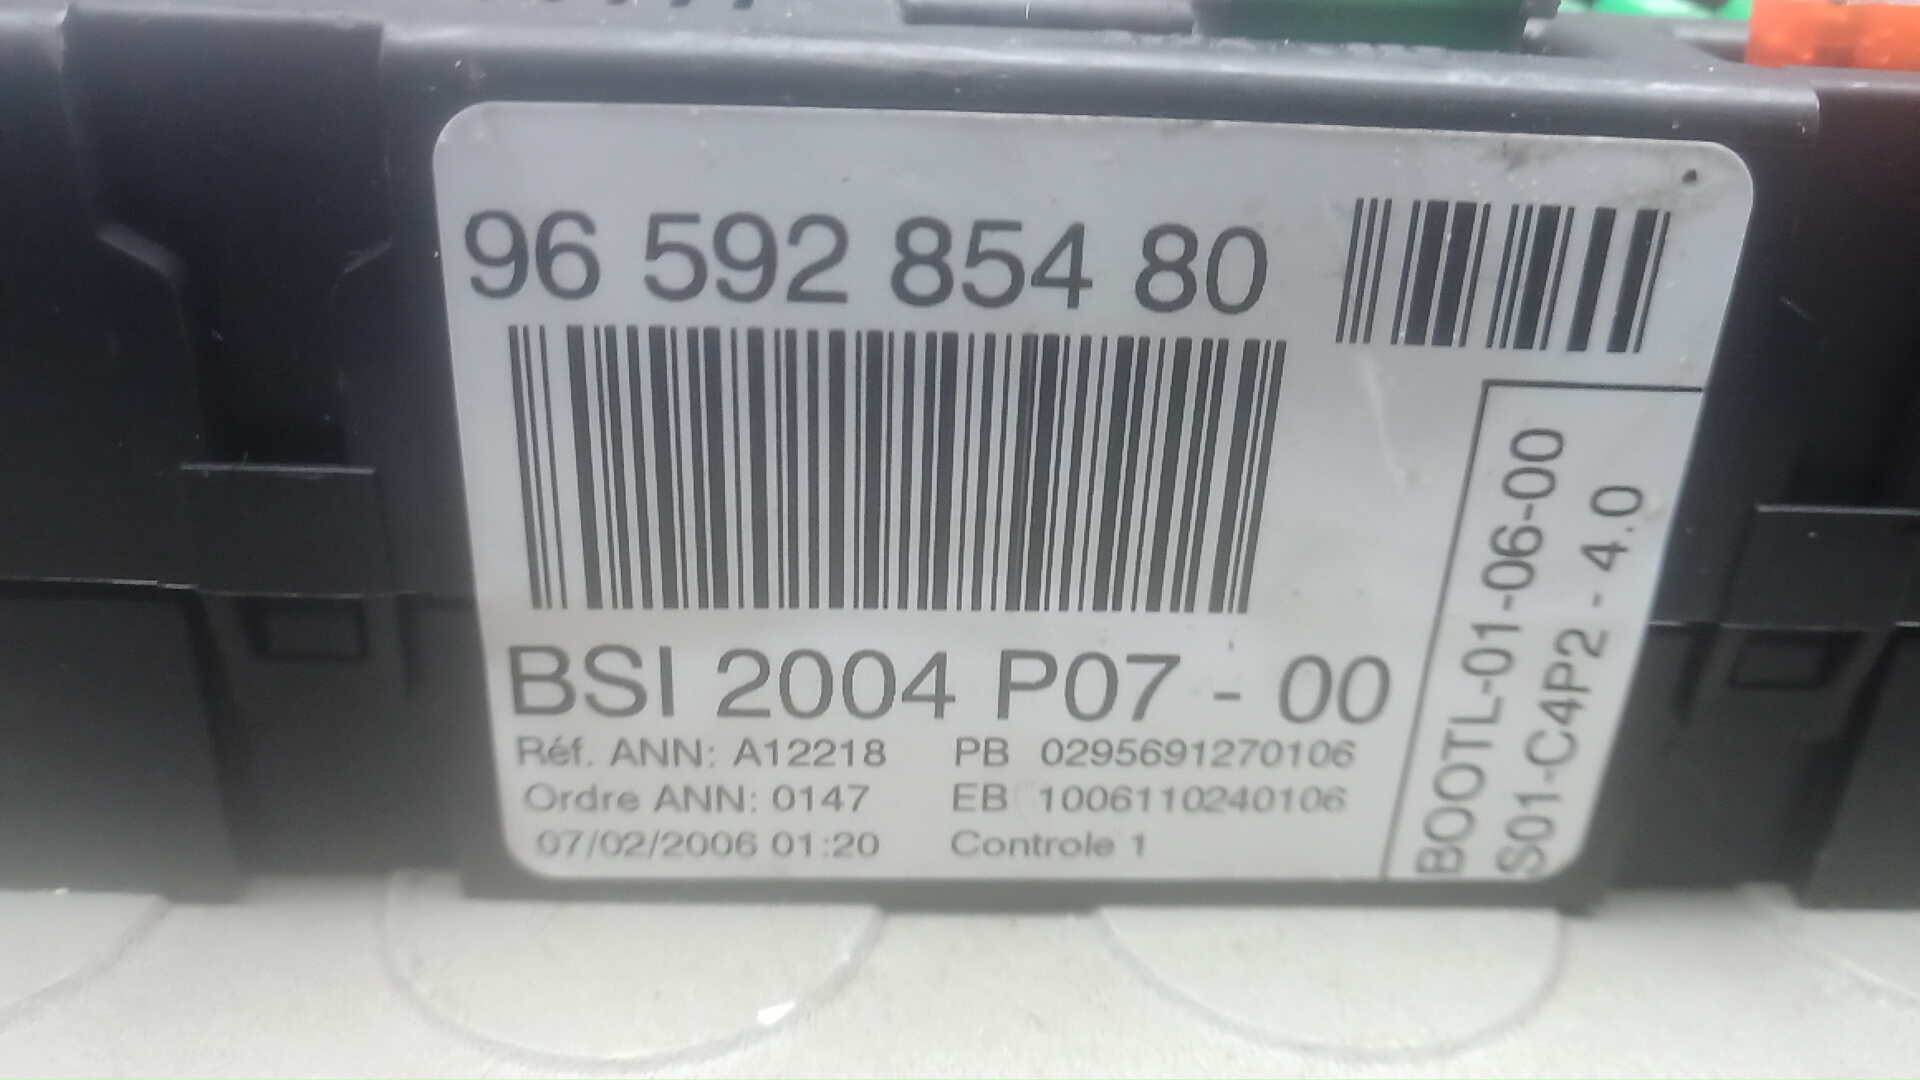 96 592 854 80
BSI 2004 P07 - 00
Réf. ANN: A12218 PB 0295691270106
Ordre ANN: 0147 EB 1006110240106
07/02/2006 01:20 Controle 1
BOOTL-01-06-00
S01-C4P2 - 4.0